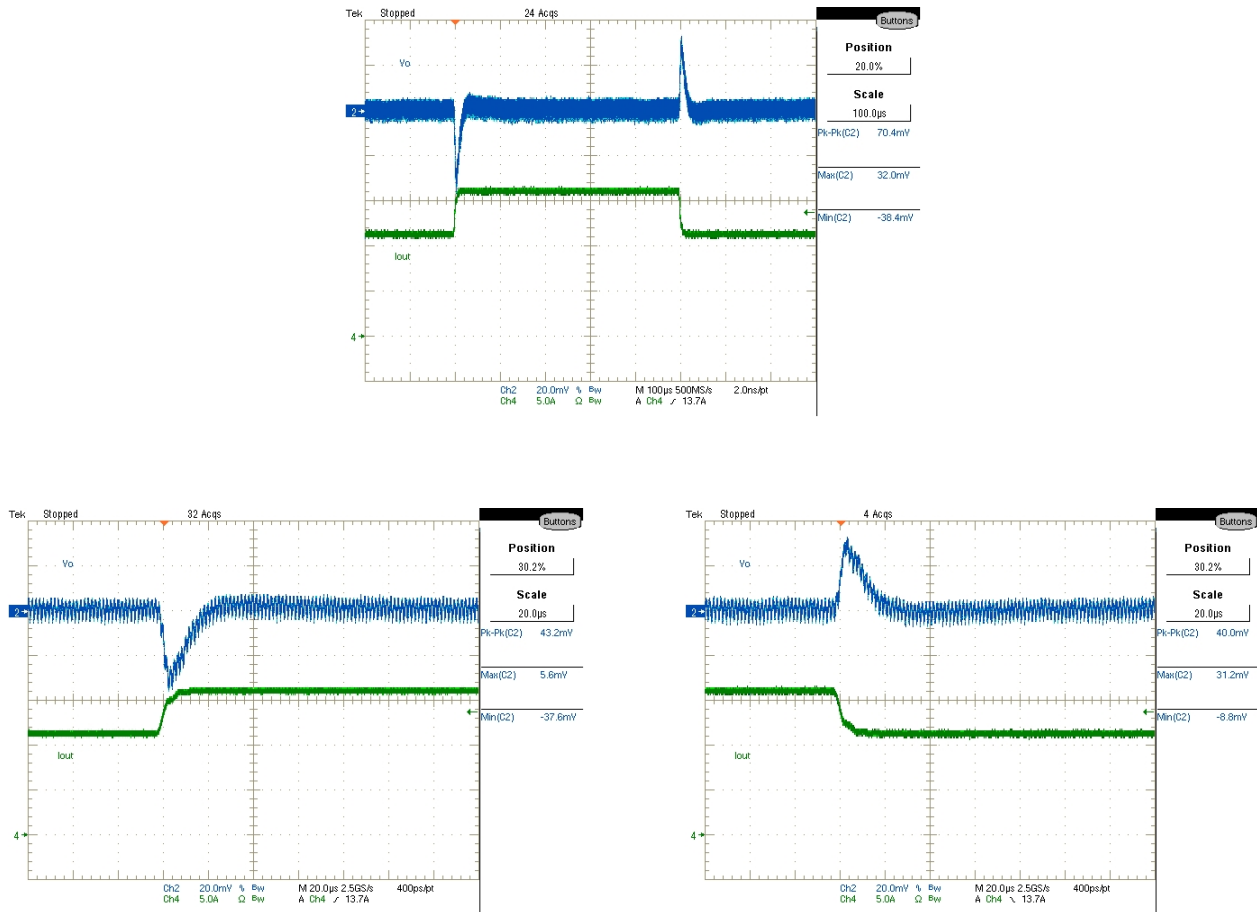 Tek Stopped 24 Acqs
Buttons
Position
20.0%
Scale
100.0µs
Vo
2
Pk-Pk(C2) 70.4mV
Max(C2) 32.0mV
Min(C2) -38.4mV
Iout
4
Ch2 20.0mV % Bw M 100µs 500MS/s 2.0ns/pt
Ch4 5.0A Ω Bw A Ch4 / 13.7A
Tek Stopped 32 Acqs
Buttons
Position
30.2%
Scale
20.0µs
Vo
2
Pk-Pk(C2) 43.2mV
Max(C2) 5.6mV
Min(C2) -37.6mV
Iout
4
Ch2 20.0mV % Bw M 20.0µs 2.5GS/s 400ps/pt
Ch4 5.0A Ω Bw A Ch4 / 13.7A
Tek Stopped 4 Acqs
Buttons
Position
30.2%
Scale
20.0µs
Vo
2
Pk-Pk(C2) 40.0mV
Max(C2) 31.2mV
Min(C2) -8.8mV
Iout
4
Ch2 20.0mV % Bw M 20.0µs 2.5GS/s 400ps/pt
Ch4 5.0A Ω Bw A Ch4 / 13.7A